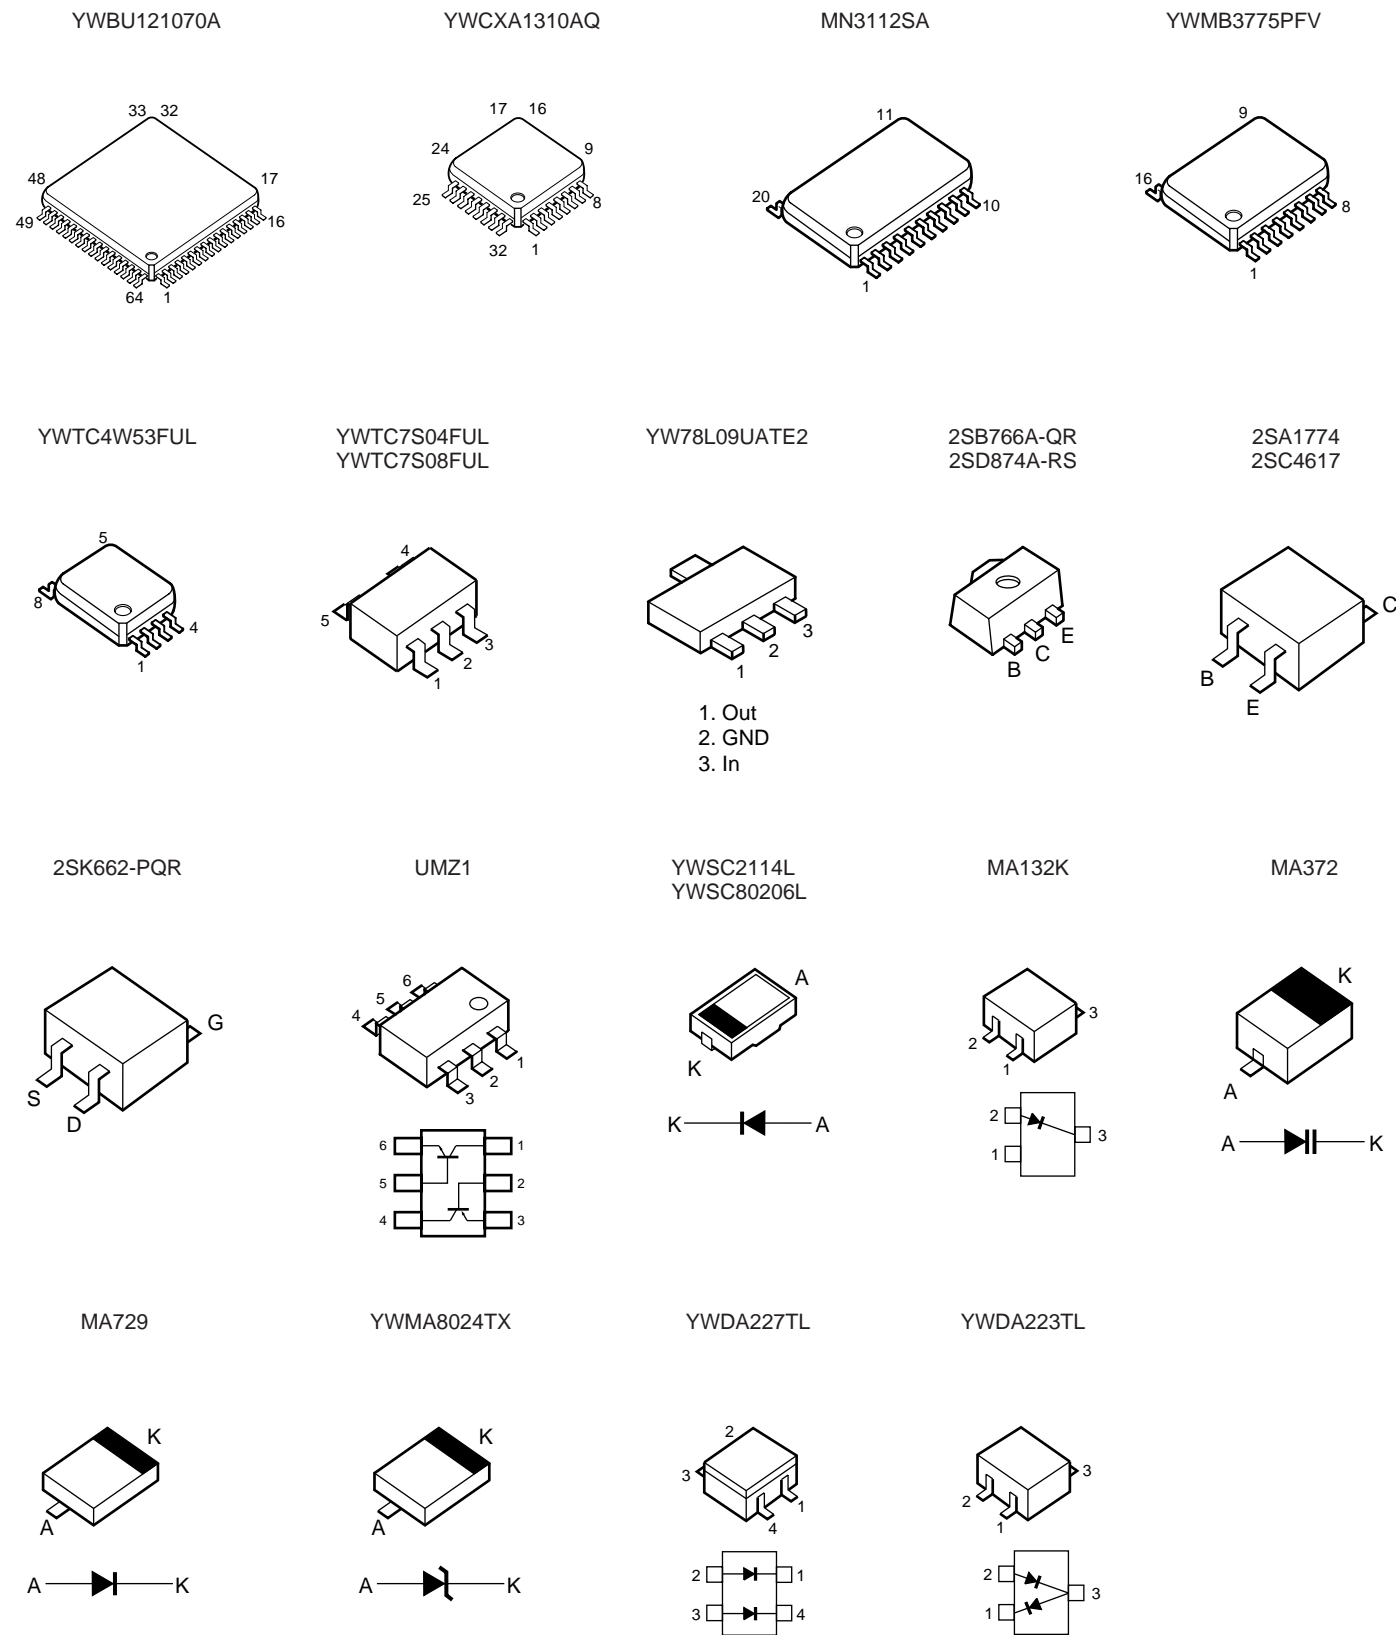 YWBU121070A YWCXA1310AQ MN3112SA YWMB3775PFV
33 32 17 16 11 9
48 17 24 9
49 16 25 8 20 10 16 8
64 1 32 1 1 1
YWTC4W53FUL YWTC7S04FUL YW78L09UATE2 2SB766A-QR 2SA1774
YWTC7S08FUL 2SD874A-RS 2SC4617
5 4
8 4 5 3 3 E C
1 2 2 C B
1 1 B E
1. Out
2. GND
3. In
2SK662-PQR UMZ1 YWSC2114L MA132K MA372
YWSC80206L
6 A K
G 5 3
4 1 2
S 2 K 1 A
D 3
K A 2 3 A K
1
6 1
5 2
4 3
MA729 YWMA8024TX YWDA227TL YWDA223TL
K K 2
3 3
A A 1 2
4 1
A K A K 2 1 2 3
3 4 1